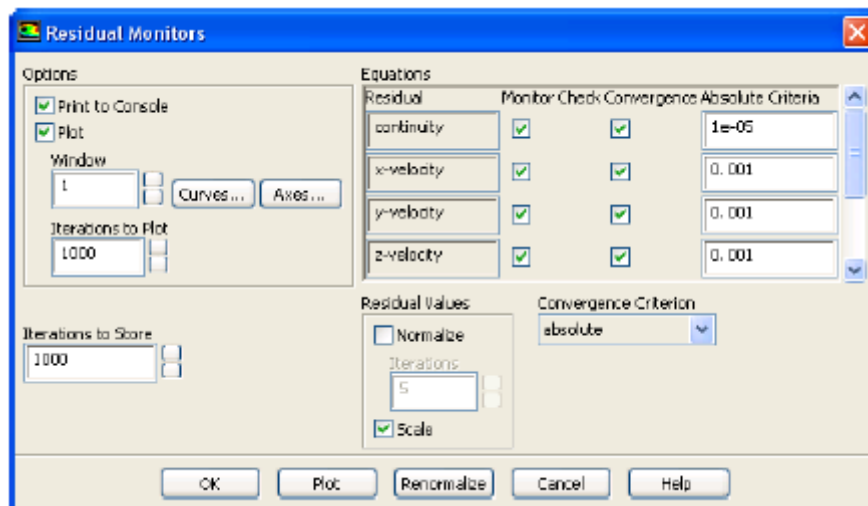 Residual Monitors
Options
Print to Console
Plot
Window
1
Curves...
Axes...
Iterations to Plot
1000
Iterations to Store
1000
Equations
Residual Monitor Check Convergence Absolute Criteria
continuity 1e-05
x-velocity 0.001
y-velocity 0.001
z-velocity 0.001
Residual Values
Normalize
Iterations
5
Scale
Convergence Criterion
absolute
OK
Plot
Renormalize
Cancel
Help